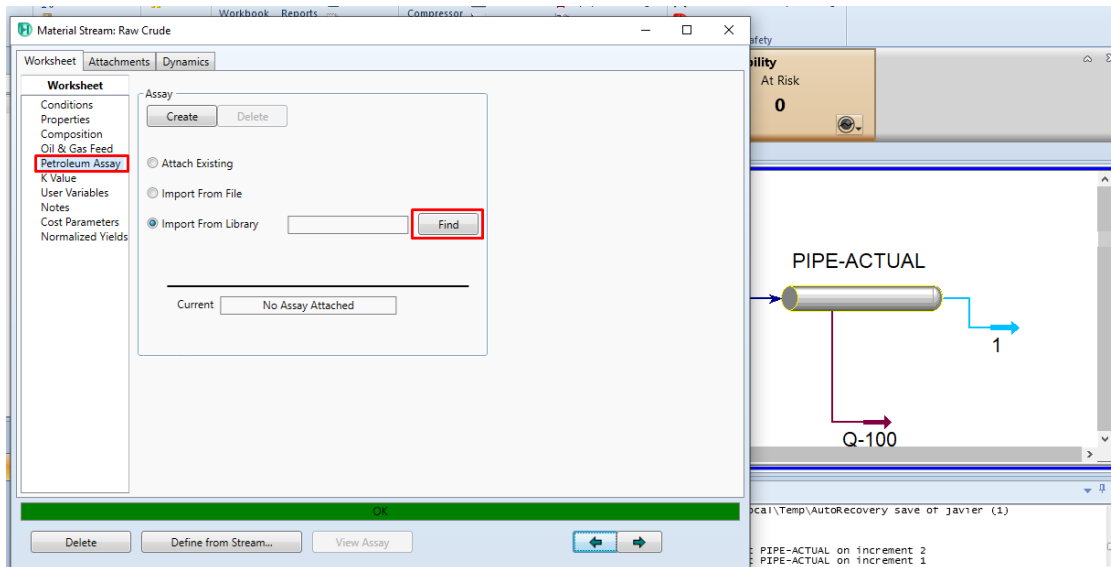 Workbook Reports
Compressor
afety
Material Stream: Raw Crude
Worksheet Attachments Dynamics
Worksheet
Conditions
Properties
Composition
Oil & Gas Feed
Petroleum Assay
K Value
User Variables
Notes
Cost Parameters
Normalized Yields
Assay
Create Delete
Attach Existing
Import From File
Import From Library Find
Current No Assay Attached
OK
Delete Define from Stream... View Assay
bility
At Risk
0
PIPE-ACTUAL
1
Q-100
ocal\Temp\AutoRecovery save of javier (1)
: PIPE-ACTUAL on increment 2
: PIPE-ACTUAL on increment 1